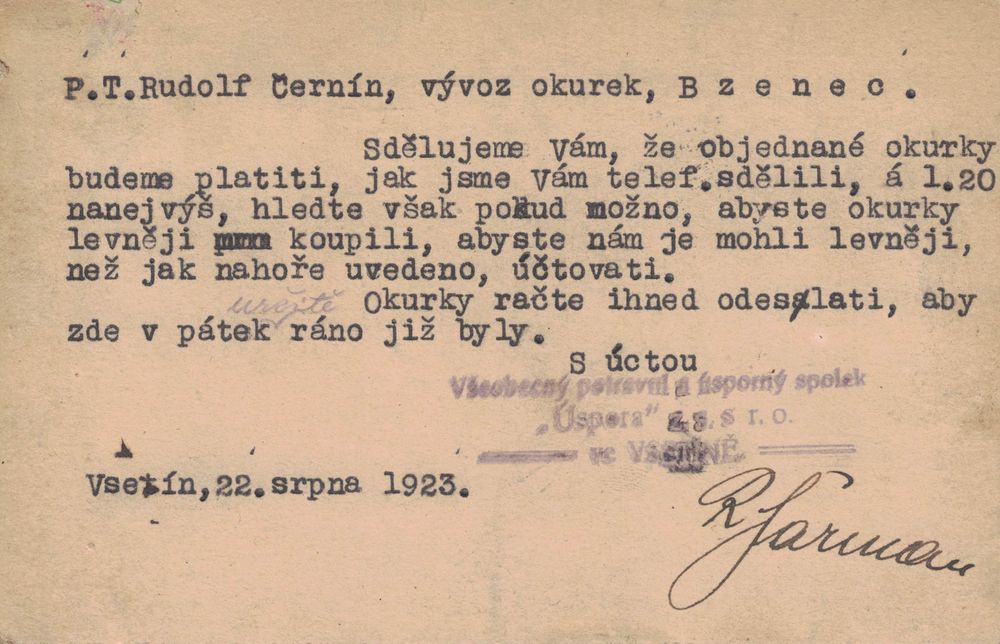 P.T.Rudolf Černín, vývoz okurek, B z e n e c .
Sdělujeme Vám, že objednané okurky
budeme platiti, jak jsme Vám telef.sdělili, á 1.20
nanejvýš, hleďte však pokud možno, abyste okurky
levněji koupili, abyste nám je mohli levněji,
než jak nahoře uvedeno, účtovati.
určitě Okurky račte ihned odeslati, aby
zde v pátek ráno již byly.
S úctou
Všeobecný potravní a úsporný spolek
„Úspora" z. s. s r. o.
ve VSETÍNĚ
Vsetín,22.srpna 1923.